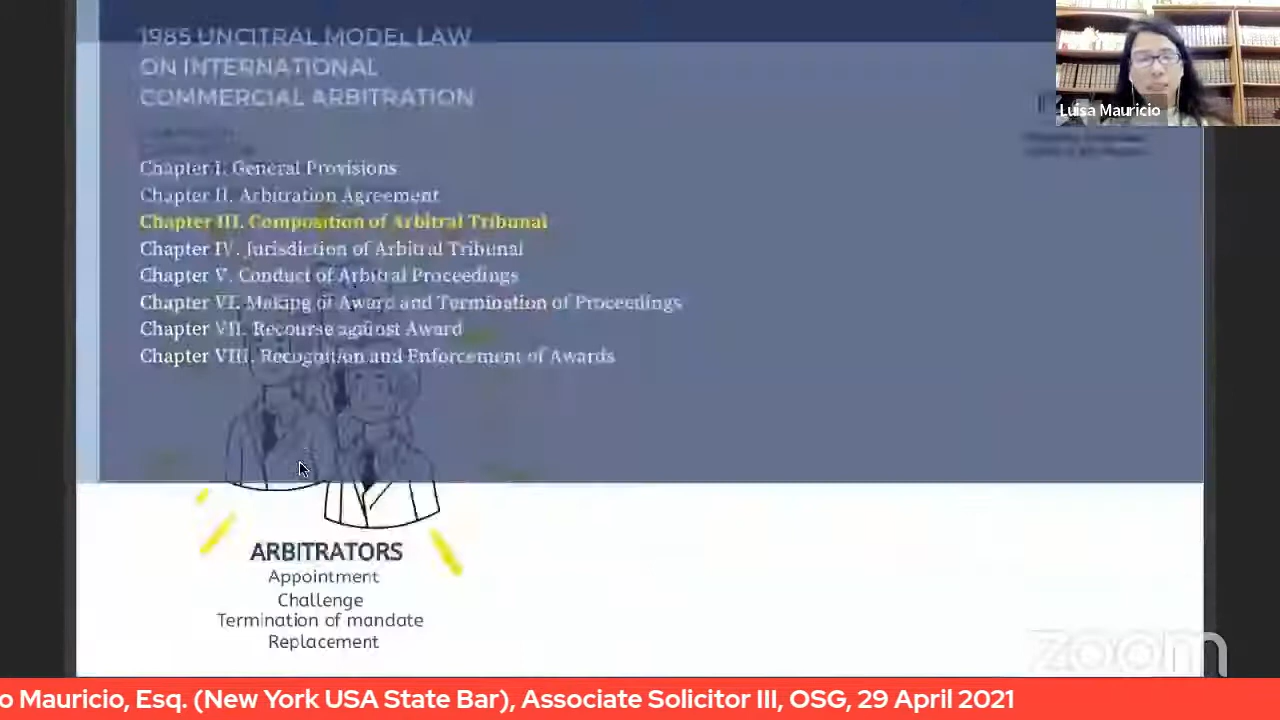 1985 UNCITRAL MODEL LAW
ON INTERNATIONAL
COMMERCIAL ARBITRATION
Chapter I. General Provisions
Chapter II. Arbitration Agreement
Chapter III. Composition of Arbitral Tribunal
Chapter IV. Jurisdiction of Arbitral Tribunal
Chapter V. Conduct of Arbitral Proceedings
Chapter VI. Making of Award and Termination of Proceedings
Chapter VII. Recourse against Award
Chapter VIII. Recognition and Enforcement of Awards
Luisa Mauricio
ARBITRATORS
Appointment
Challenge
Termination of mandate
Replacement
zoom
o Mauricio, Esq. (New York USA State Bar), Associate Solicitor III, OSG, 29 April 2021